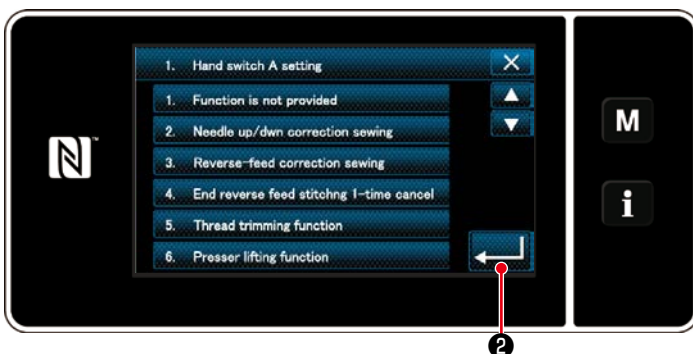 1. Hand switch A setting
1. Function is not provided
2. Needle up/dwn correction sewing
3. Reverse-feed correction sewing
4. End reverse feed stitchng 1-time cancel
5. Thread trimming function
6. Presser lifting function
M
i
N
❷